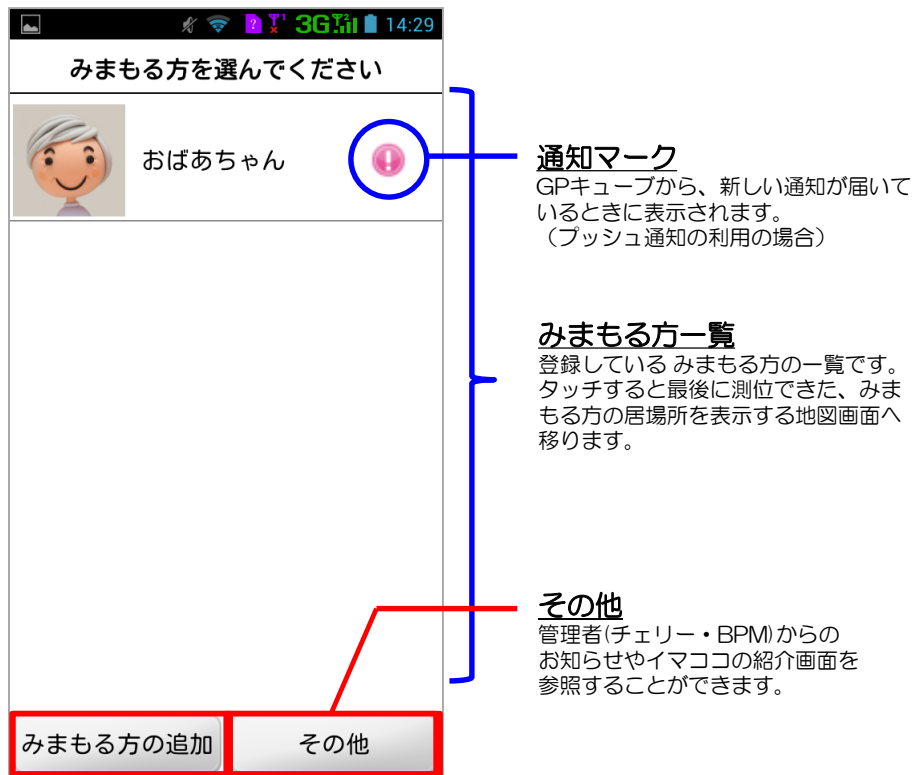 3G 14:29
みまもる方を選んでください
おばあちゃん
通知マーク
GPキューブから、新しい通知が届いて
いるときに表示されます。
（プッシュ通知の利用の場合）
みまもる方一覧
登録している みまもる方の一覧です。
タッチすると最後に測位できた、みま
もる方の居場所を表示する地図画面へ
移ります。
その他
管理者(チェリー・BPM)からの
お知らせやイマココの紹介画面を
参照することができます。
みまもる方の追加
その他